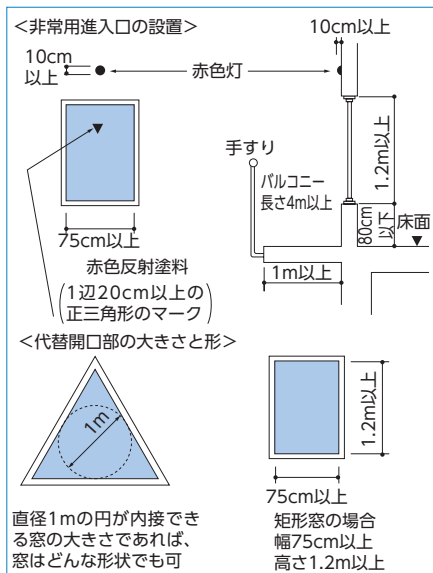 ＜非常用進入口の設置＞
10cm
以上
赤色灯
10cm以上
手すり
バルコニー
長さ4m以上
1.2m以上
80cm
以下
床面
1m以上
75cm以上
赤色反射塗料
(1辺20cm以上の
正三角形のマーク)
＜代替開口部の大きさと形＞
1m
1.2m以上
直径1mの円が内接でき
る窓の大きさであれば、
窓はどんな形状でも可
75cm以上
矩形窓の場合
幅75cm以上
高さ1.2m以上